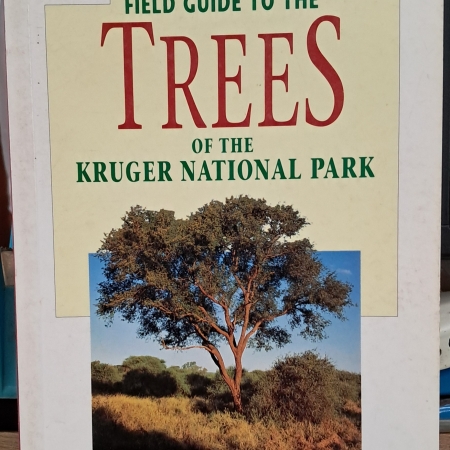 FIELD GUIDE TO THE
TREES
OF THE
KRUGER NATIONAL PARK